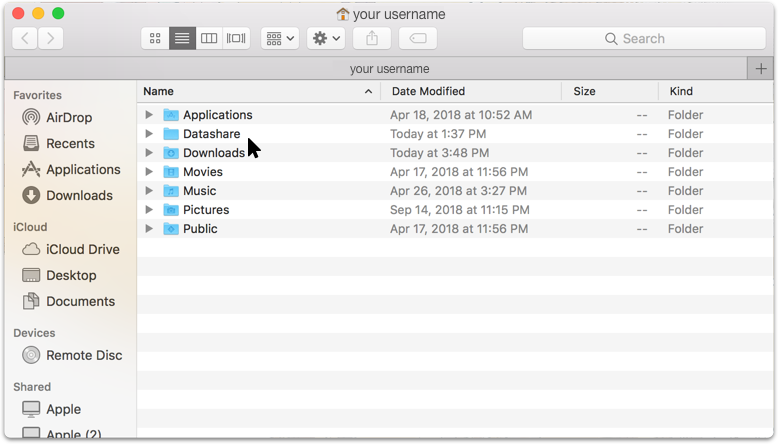 your username
Search
your username
Favorites
AirDrop
Recents
Applications
Downloads
iCloud
iCloud Drive
Desktop
Documents
Devices
Remote Disc
Shared
Apple
Apple (2)
Name Date Modified Size Kind
Applications Apr 18, 2018 at 10:52 AM -- Folder
Datashare Today at 1:37 PM -- Folder
Downloads Today at 3:48 PM -- Folder
Movies Apr 17, 2018 at 11:56 PM -- Folder
Music Apr 26, 2018 at 3:27 PM -- Folder
Pictures Sep 14, 2018 at 11:15 PM -- Folder
Public Apr 17, 2018 at 11:56 PM -- Folder